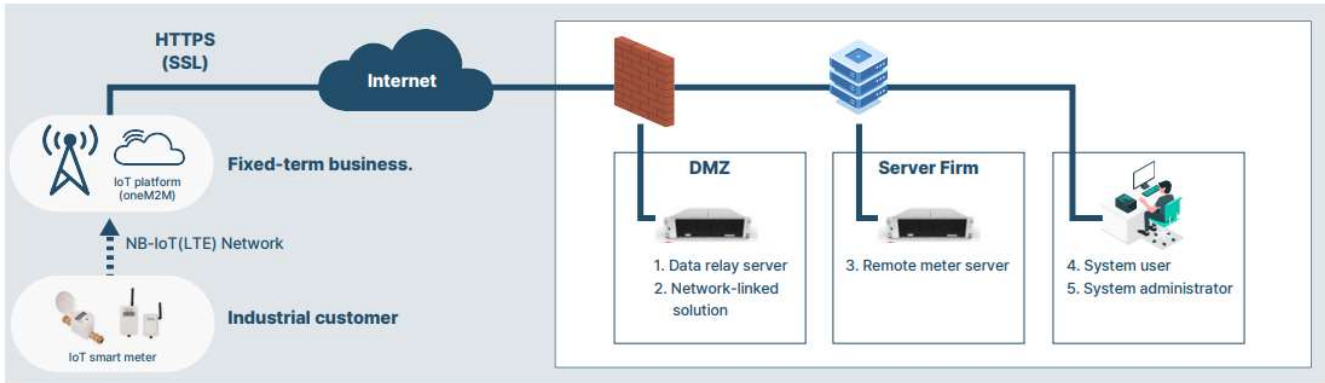 HTTPS
(SSL)
Internet
IoT platform
(oneM2M)
Fixed-term business.
NB-IoT(LTE) Network
IoT smart meter
Industrial customer
DMZ
1. Data relay server
2. Network-linked
solution
Server Firm
3. Remote meter server
4. System user
5. System administrator